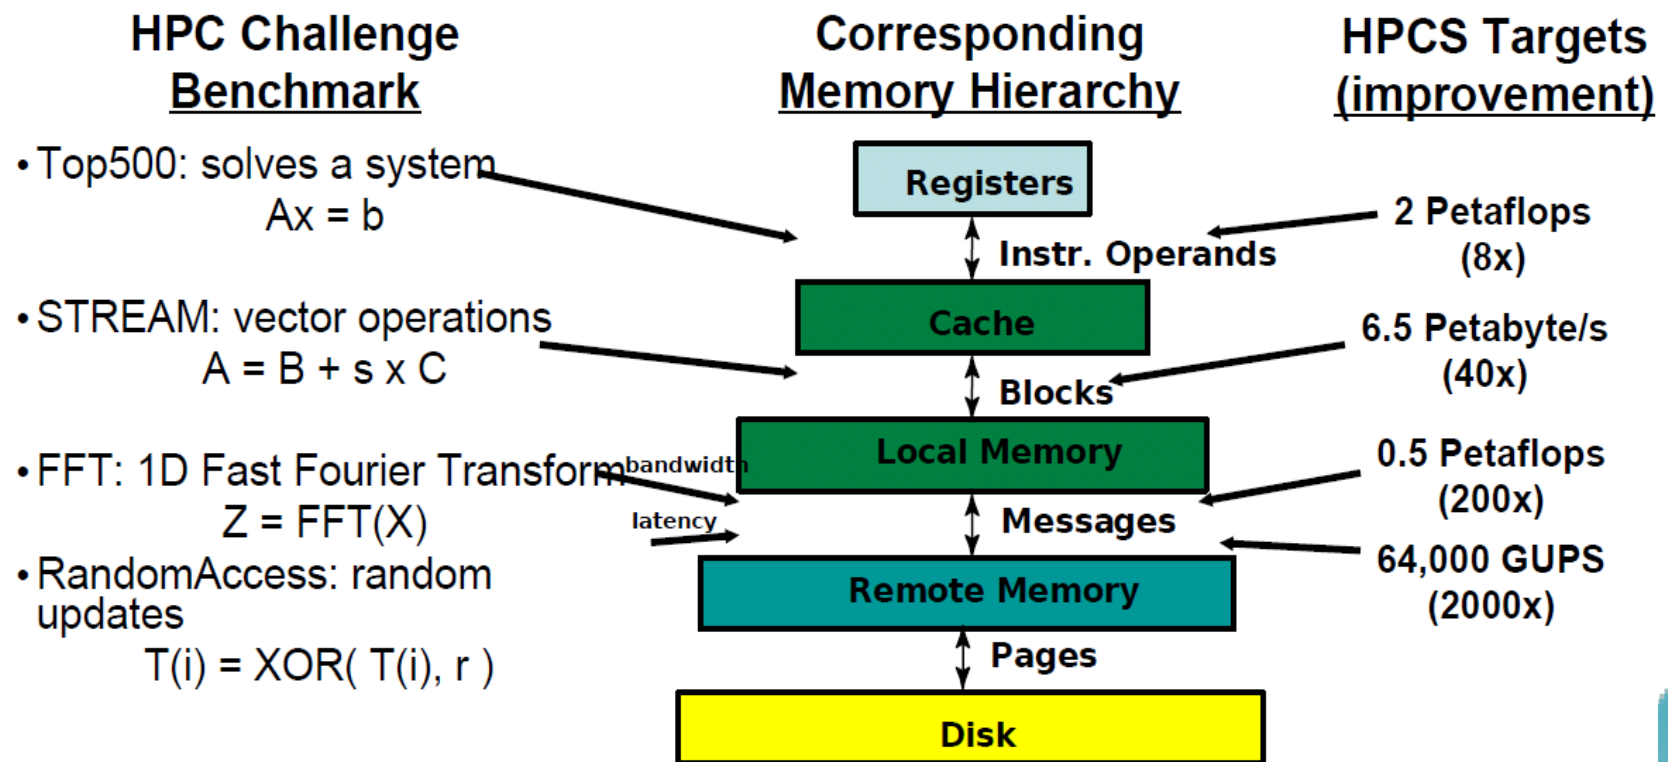 HPC Challenge
Benchmark
• Top500: solves a system
Ax = b
• STREAM: vector operations
A = B + s x C
• FFT: 1D Fast Fourier Transform
Z = FFT(X)
• RandomAccess: random
updates
T(i) = XOR( T(i), r )
bandwidth
latency
Corresponding
Memory Hierarchy
Registers
Instr. Operands
Cache
Blocks
Local Memory
Messages
Remote Memory
Pages
Disk
HPCS Targets
(improvement)
2 Petaflops
(8x)
6.5 Petabyte/s
(40x)
0.5 Petaflops
(200x)
64,000 GUPS
(2000x)